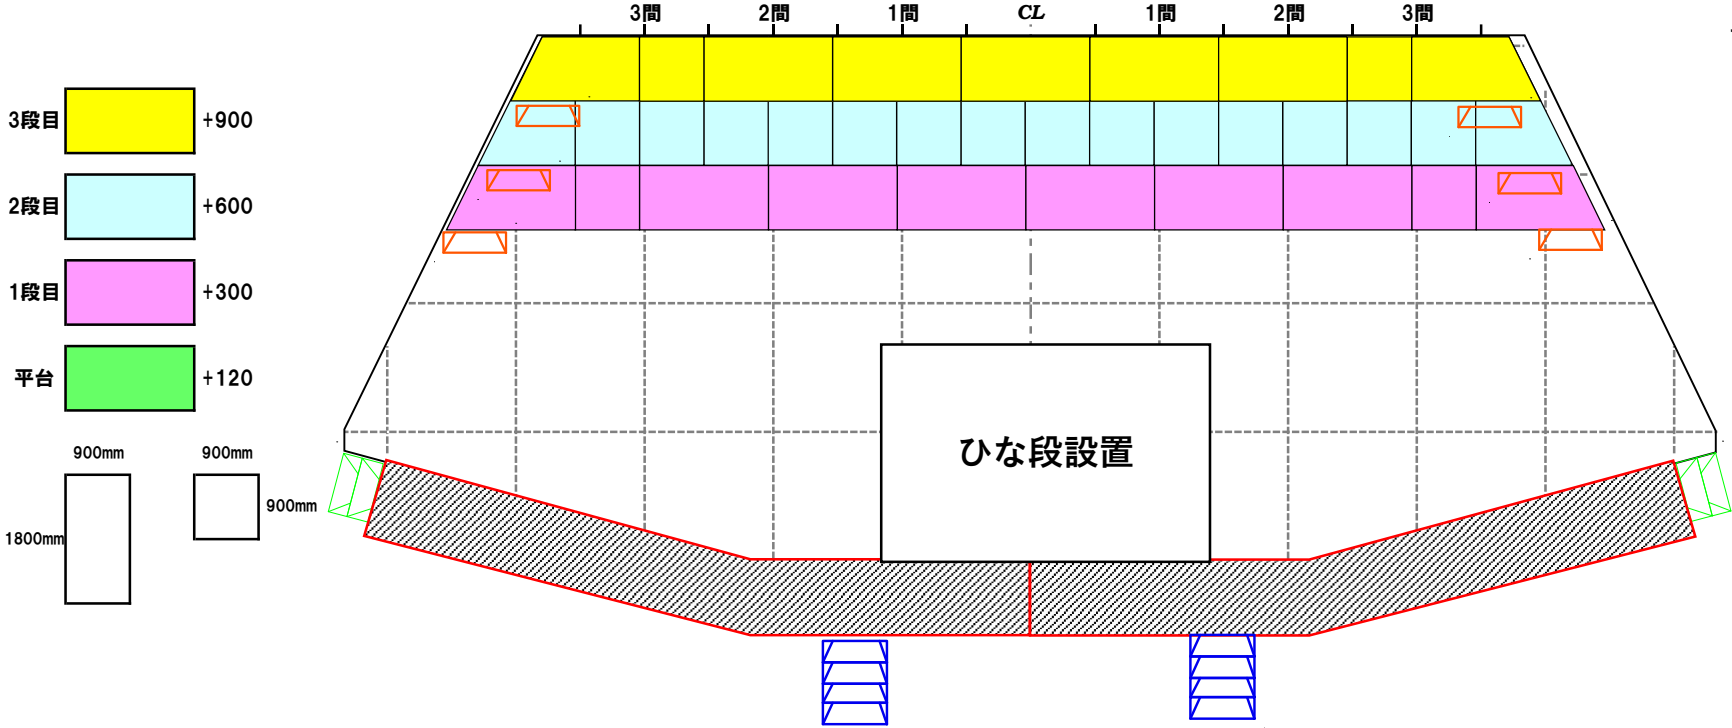 3間 2間 1間 CL 1間 2間 3間
3段目 +900
2段目 +600
1段目 +300
平台 +120
900mm 900mm
900mm
1800mm
ひな段設置